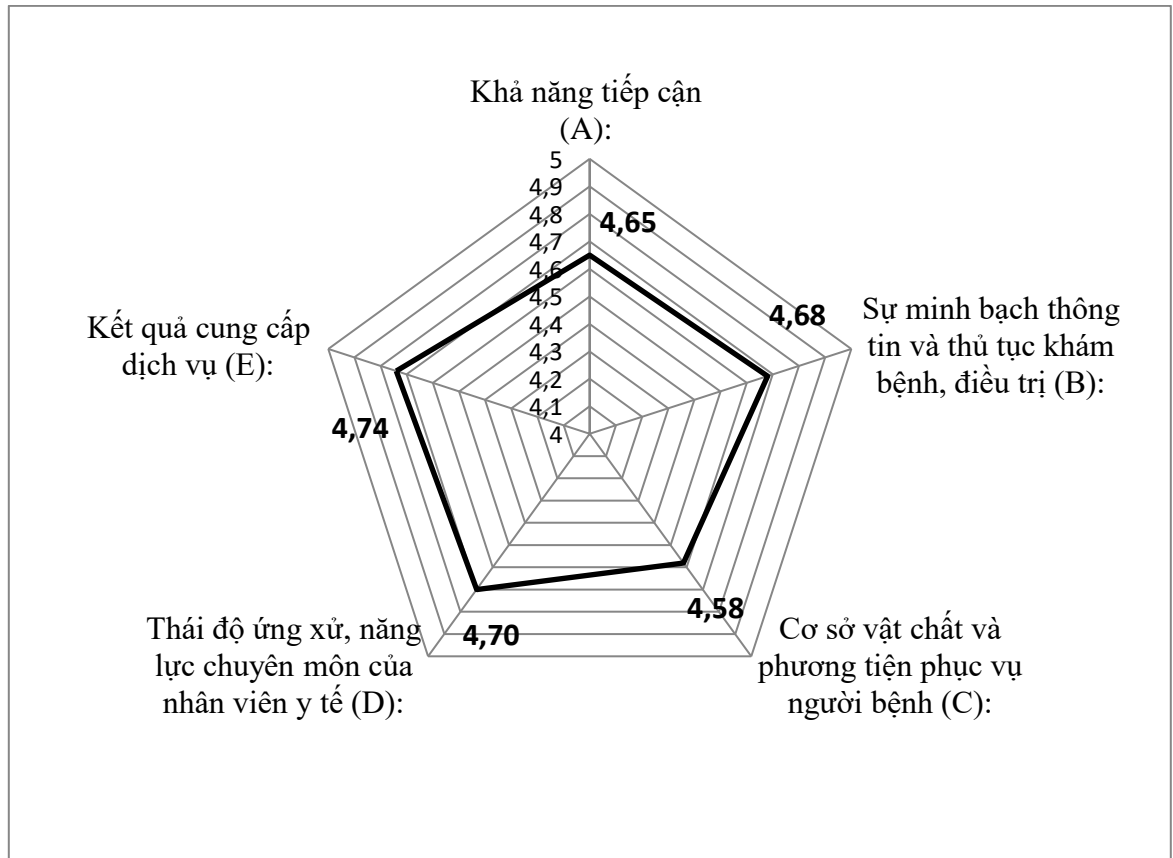 Khả năng tiếp cận
(A):
5
4,9
4,8
4,7
4,6
4,5
4,4
4,3
4,2
4,1
4
4,65
4,68
Sự minh bạch thông
tin và thủ tục khám
bệnh, điều trị (B):
Kết quả cung cấp
dịch vụ (E):
4,74
4,58
Cơ sở vật chất và
phương tiện phục vụ
người bệnh (C):
4,70
Thái độ ứng xử, năng
lực chuyên môn của
nhân viên y tế (D):